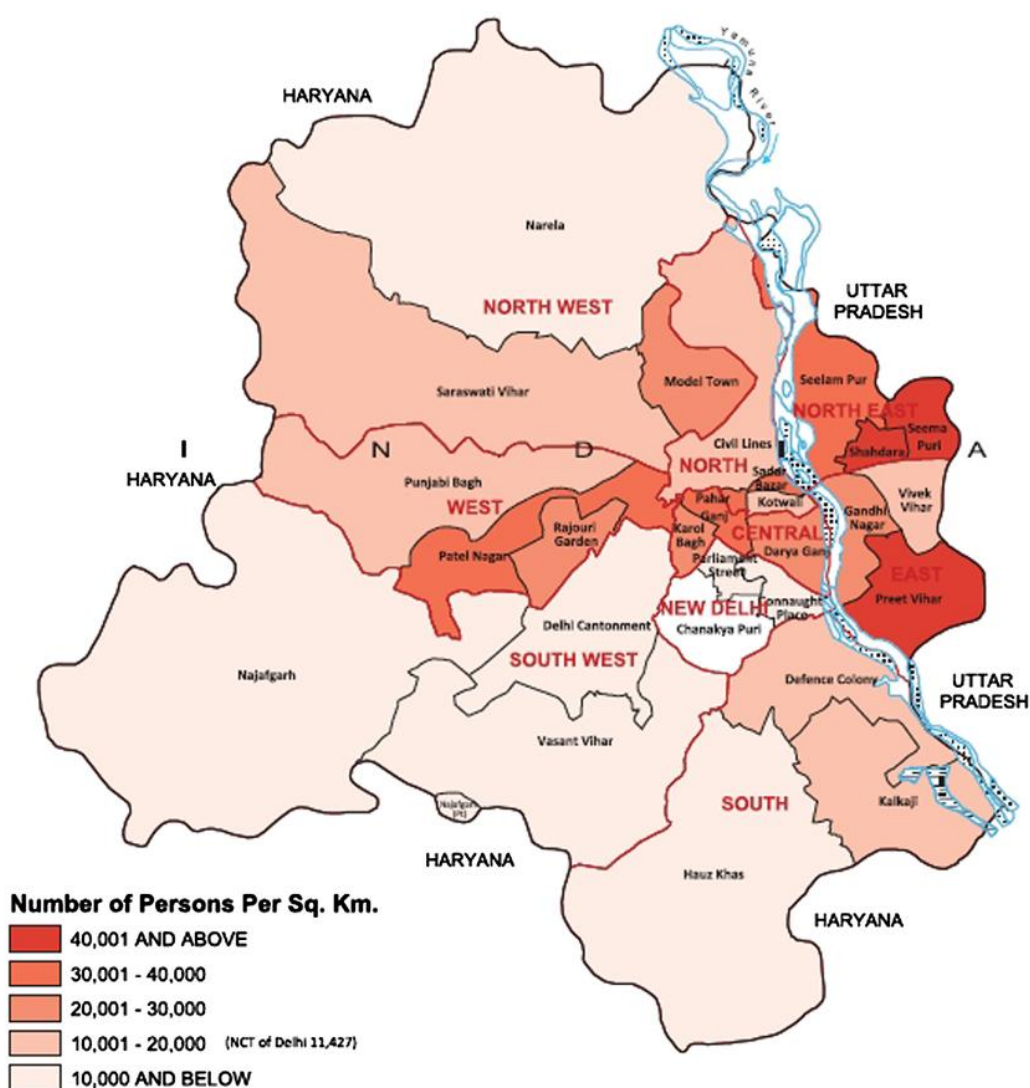 Yamuna River
HARYANA
Narela
UTTAR
PRADESH
NORTH WEST
Model Town
Seelam Pur
Saraswati Vihar
NORTH EAST
Seema
Puri
Shahdara
Civil Lines
I N D I A
HARYANA
NORTH
Sadar
Bazar
Punjabi Bagh
WEST
Pahar
Ganj
Kotwali
Vivek
Vihar
Gandhi
Nagar
Rajouri
Garden
Karol
Bagh
CENTRAL
Darya Ganj
Patel Nagar
Parliament
Street
EAST
Preet Vihar
NEW DELHI
Connaught
Place
Chanakya Puri
Delhi Cantonment
SOUTH WEST
Najafgarh
Defence Colony
UTTAR
PRADESH
Vasant Vihar
Najafgarh
(Pt)
SOUTH
Kalkaji
HARYANA
Hauz Khas
HARYANA
Number of Persons Per Sq. Km.
40,001 AND ABOVE
30,001 - 40,000
20,001 - 30,000
10,001 - 20,000 (NCT of Delhi 11,427)
10,000 AND BELOW